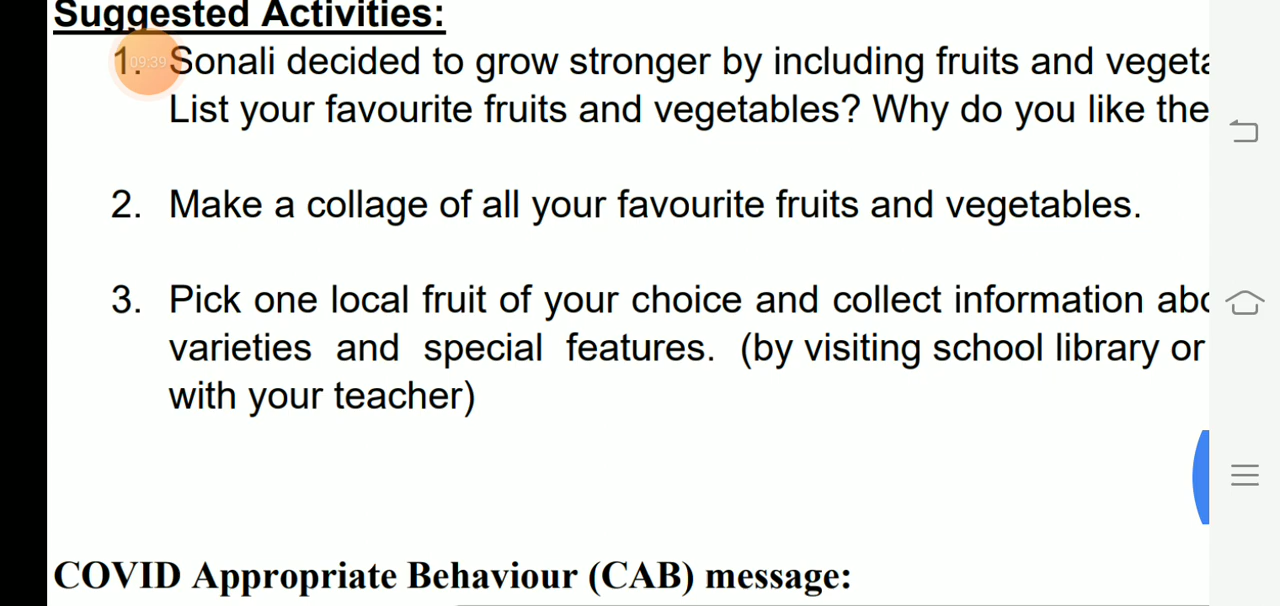 Suggested Activities:
1. Sonali decided to grow stronger by including fruits and
List your favourite fruits and vegetables? Why do you like
2. Make a collage of all your favourite fruits and vegetables.
3. Pick one local fruit of your choice and collect information
varieties and special features. (by visiting school library or
with your teacher)
COVID Appropriate Behaviour (CAB) message:
09:39